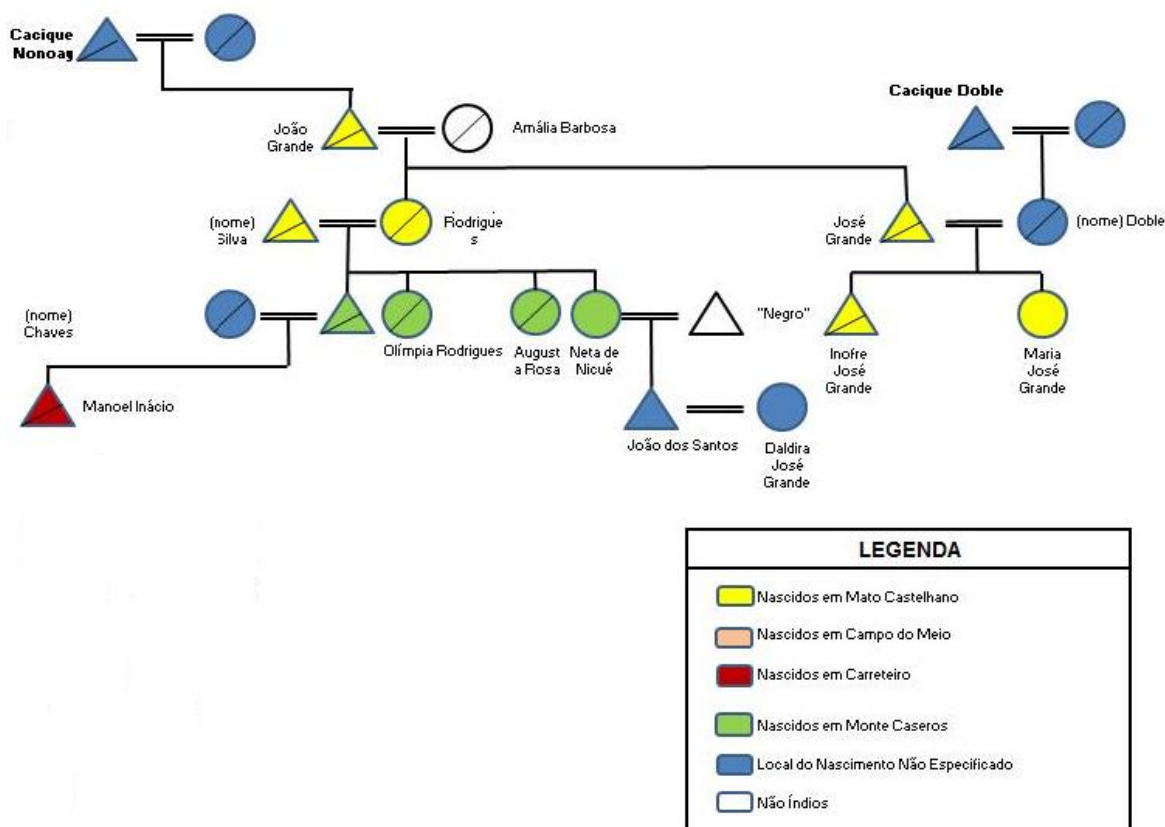 Cacique
Nonoay
Cacique Doble
João
Grande
Amália Barbosa
(nome)
Silva
Rodrigue
s
José
Grande
(nome) Doble
(nome)
Chaves
Olímpia Rodrigues
August
a Rosa
Neta de
Nicué
"Negro"
Inofre
José
Grande
Maria
José
Grande
Manoel Inácio
João dos Santos
Daldira
José
Grande
LEGENDA
Nascidos em Mato Castelhano
Nascidos em Campo do Meio
Nascidos em Carreteiro
Nascidos em Monte Caseros
Local do Nascimento Não Especificado
Não Índios